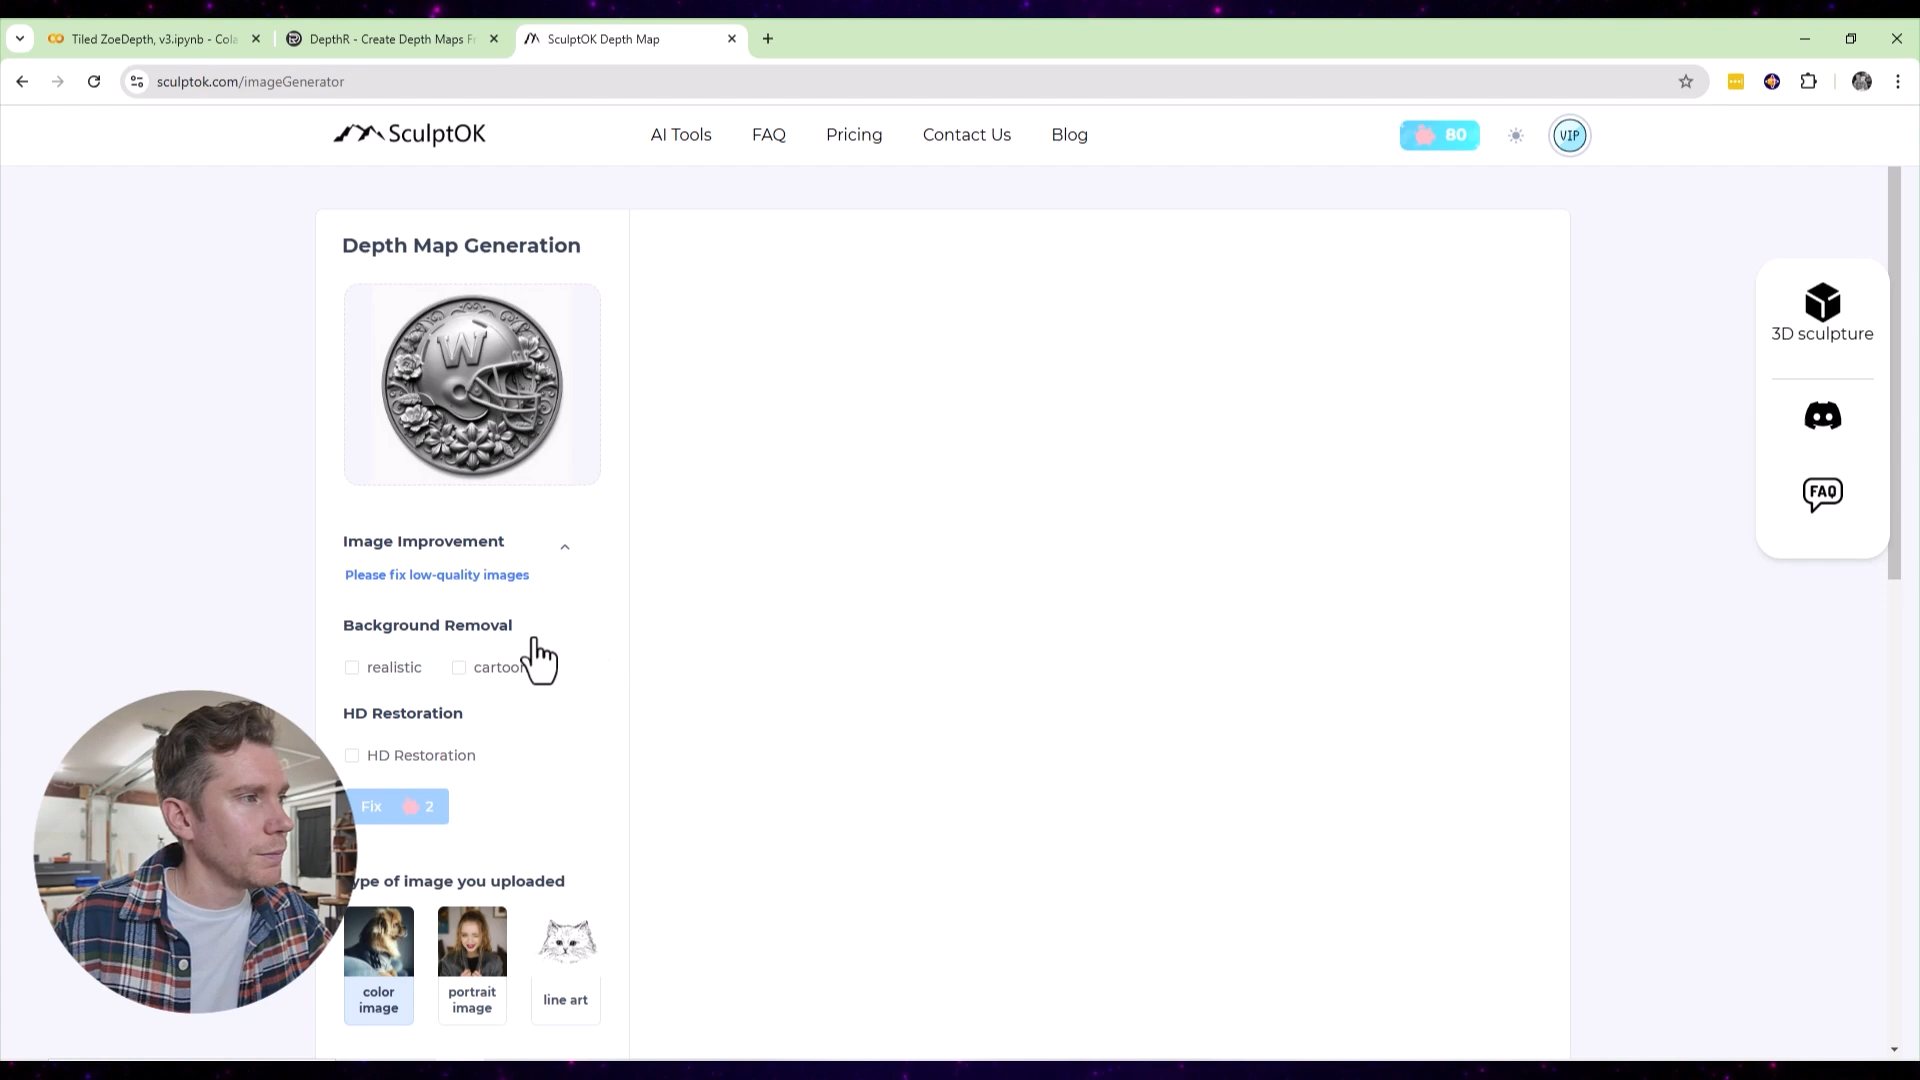 Tiled ZoeDepth, v3.ipynb - Cola
DepthR - Create Depth Maps Fr
SculptOK Depth Map
sculptok.com/imageGenerator
SculptOK
AI Tools
FAQ
Pricing
Contact Us
Blog
80
VIP
Depth Map Generation
W
Image Improvement
Please fix low-quality images
Background Removal
realistic
cartoon
HD Restoration
HD Restoration
Fix 2
ype of image you uploaded
color
image
portrait
image
line art
3D sculpture
FAQ